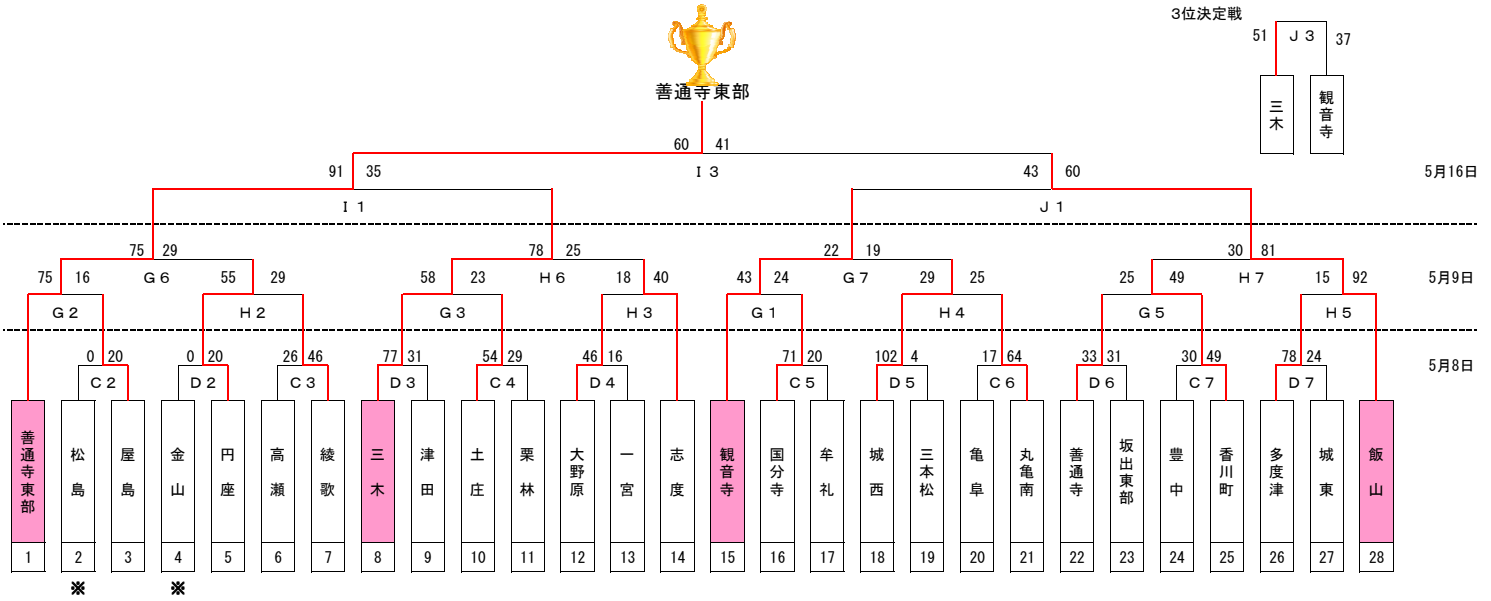 3位決定戦
51 J3 37
三木
観音寺
善通寺東部
60 41
91 35 I3 43 60 5月16日
I1 J1
75 29 78 25 22 19 30 81
75 16 G6 55 29 58 23 H6 18 40 43 24 G7 29 25 25 49 H7 15 92 5月9日
G2 H2 G3 H3 G1 H4 G5 H5
0 20 0 20 26 46 77 31 54 29 46 16 71 20 102 4 17 64 33 31 30 49 78 24 5月8日
C2 D2 C3 D3 C4 D4 C5 D5 C6 D6 C7 D7
善通寺東部
松島
屋島
金山
円座
高瀬
綾歌
三木
津田
土庄
栗林
大野原
一宮
志度
観音寺
国分寺
牟礼
城西
三本松
亀阜
丸亀南
善通寺
坂出東部
豊中
香川町
多度津
城東
飯山
1 2 3 4 5 6 7 8 9 10 11 12 13 14 15 16 17 18 19 20 21 22 23 24 25 26 27 28
※ ※